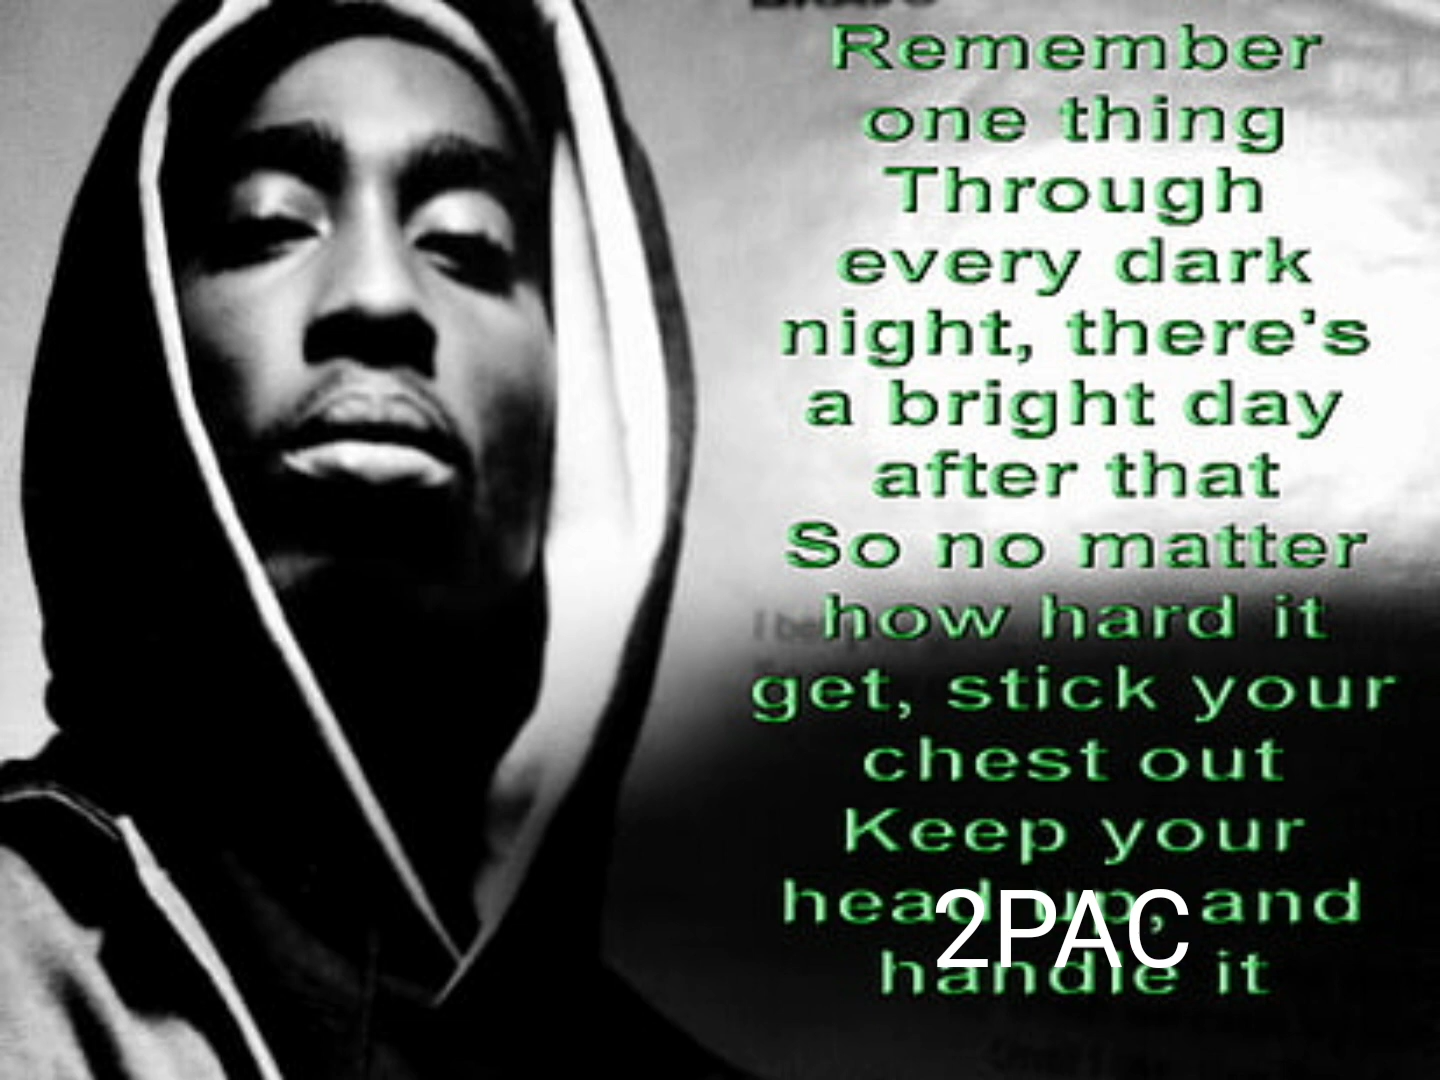 Remember
one thing
Through
every dark
night, there's
a bright day
after that
So no matter
how hard it
get, stick your
chest out
Keep your
head up, and
handle it
2PAC